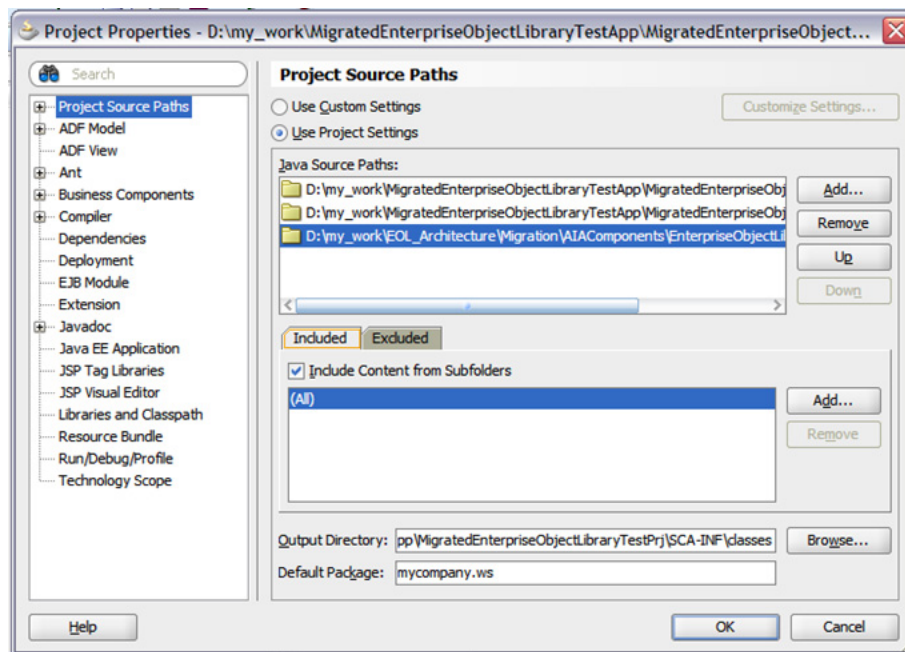 Project Properties - D:\my_work\MigratedEnterpriseObjectLibraryTestApp\MigratedEnterpriseObject...
Search
Project Source Paths
ADF Model
ADF View
Ant
Business Components
Compiler
Dependencies
Deployment
EJB Module
Extension
Javadoc
Java EE Application
JSP Tag Libraries
JSP Visual Editor
Libraries and Classpath
Resource Bundle
Run/Debug/Profile
Technology Scope
Project Source Paths
Use Custom Settings
Customize Settings...
Use Project Settings
Java Source Paths:
D:\my_work\MigratedEnterpriseObjectLibraryTestApp\MigratedEnterpriseObj
D:\my_work\MigratedEnterpriseObjectLibraryTestApp\MigratedEnterpriseObj
D:\my_work\EOL_Architecture\Migration\AIAComponents\EnterpriseObjectLi
Add...
Remove
Up
Down
Included
Excluded
Include Content from Subfolders
(All)
Add...
Remove
Output Directory:
pp\MigratedEnterpriseObjectLibraryTestPrj\SCA-INF\classes
Browse...
Default Package:
mycompany.ws
Help
OK
Cancel